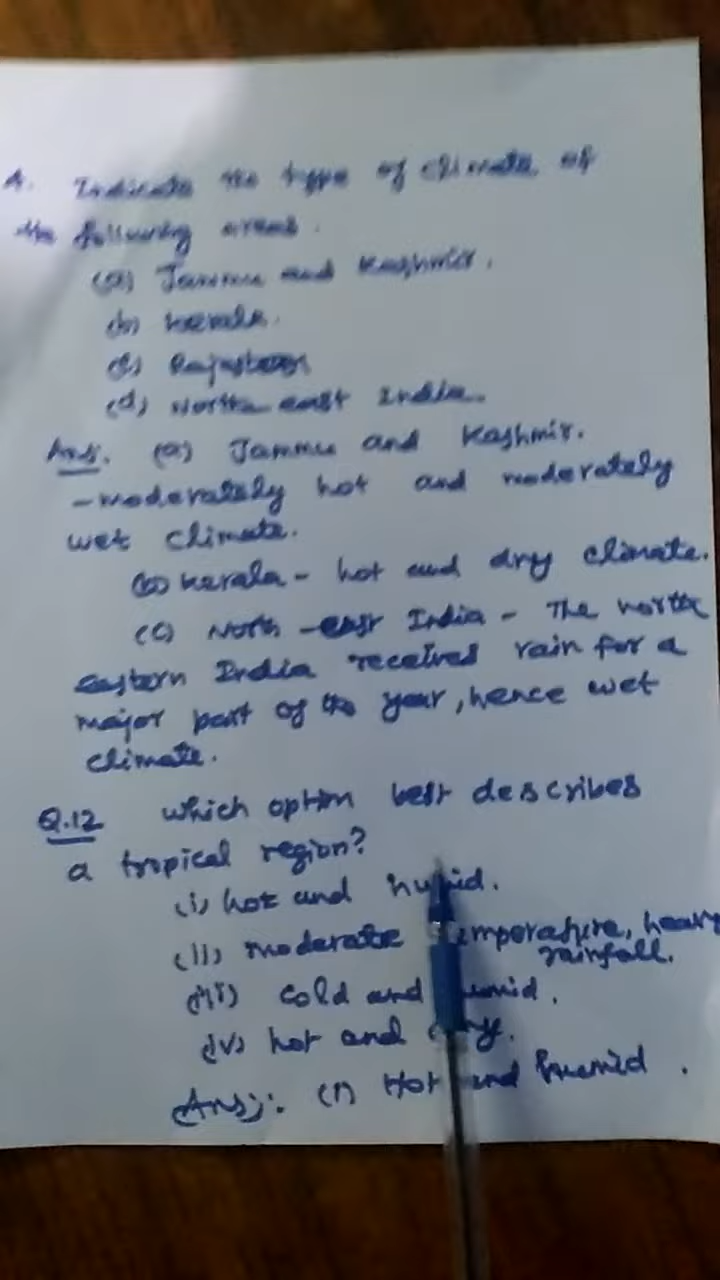 A. Indicate the type of climate of
the following areas.
(a) Jammu and Kashmir.
(b) Kerala.
(c) Rajasthan
(d) North east India.
Ans. (a) Jammu and Kashmir.
- moderately hot and moderately
wet climate.
(b) Kerala - hot and dry climate.
(c) North - east India - The north
eastern India received rain for a
major part of the year, hence wet
climate.
Q.12 which option best describes
a tropical region?
(i) hot and humid.
(ii) moderate temperature, heavy
rainfall.
(iii) cold and humid.
(iv) hot and dry.
Ans:. (i) Hot and humid.